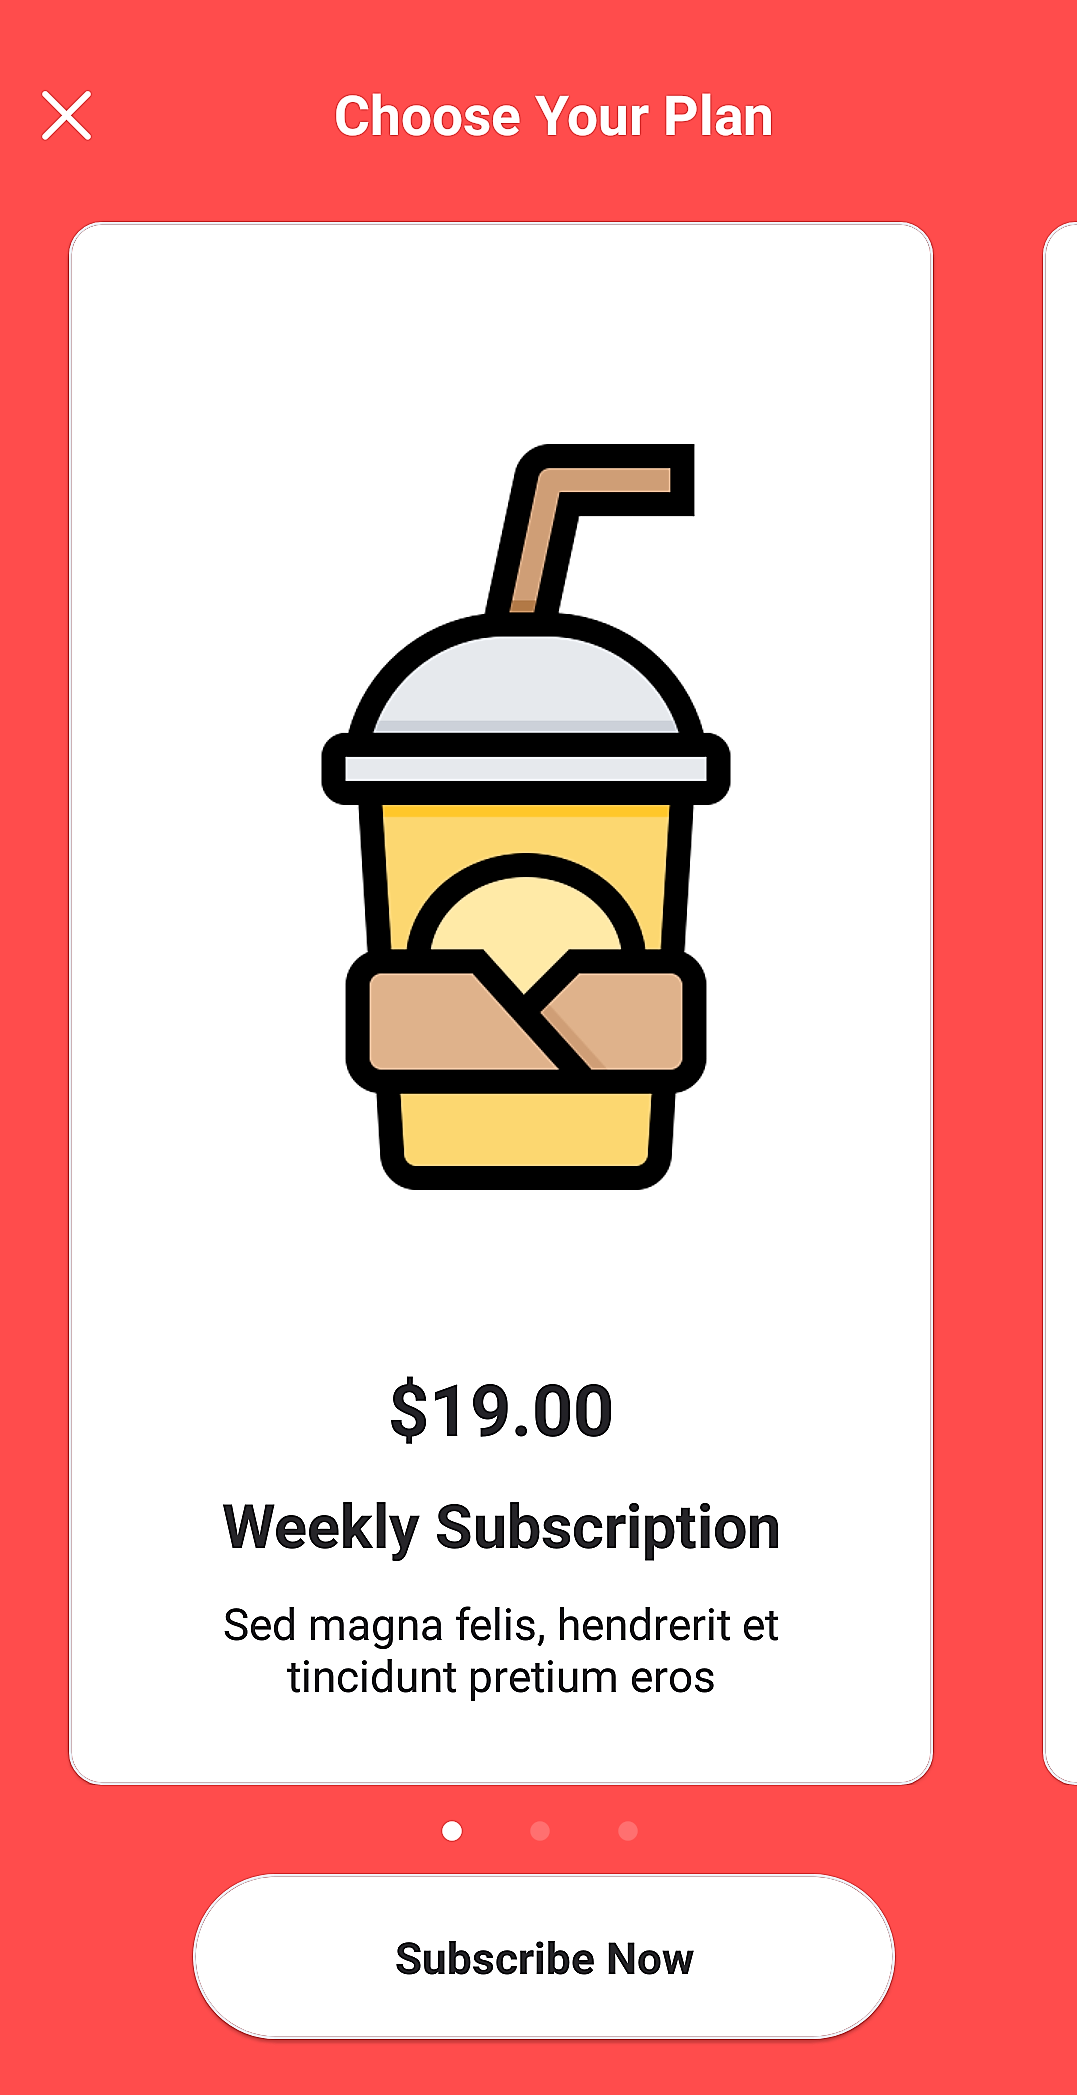 Choose Your Plan
$19.00
Weekly Subscription
Sed magna felis, hendrerit et
tincidunt pretium eros
Subscribe Now